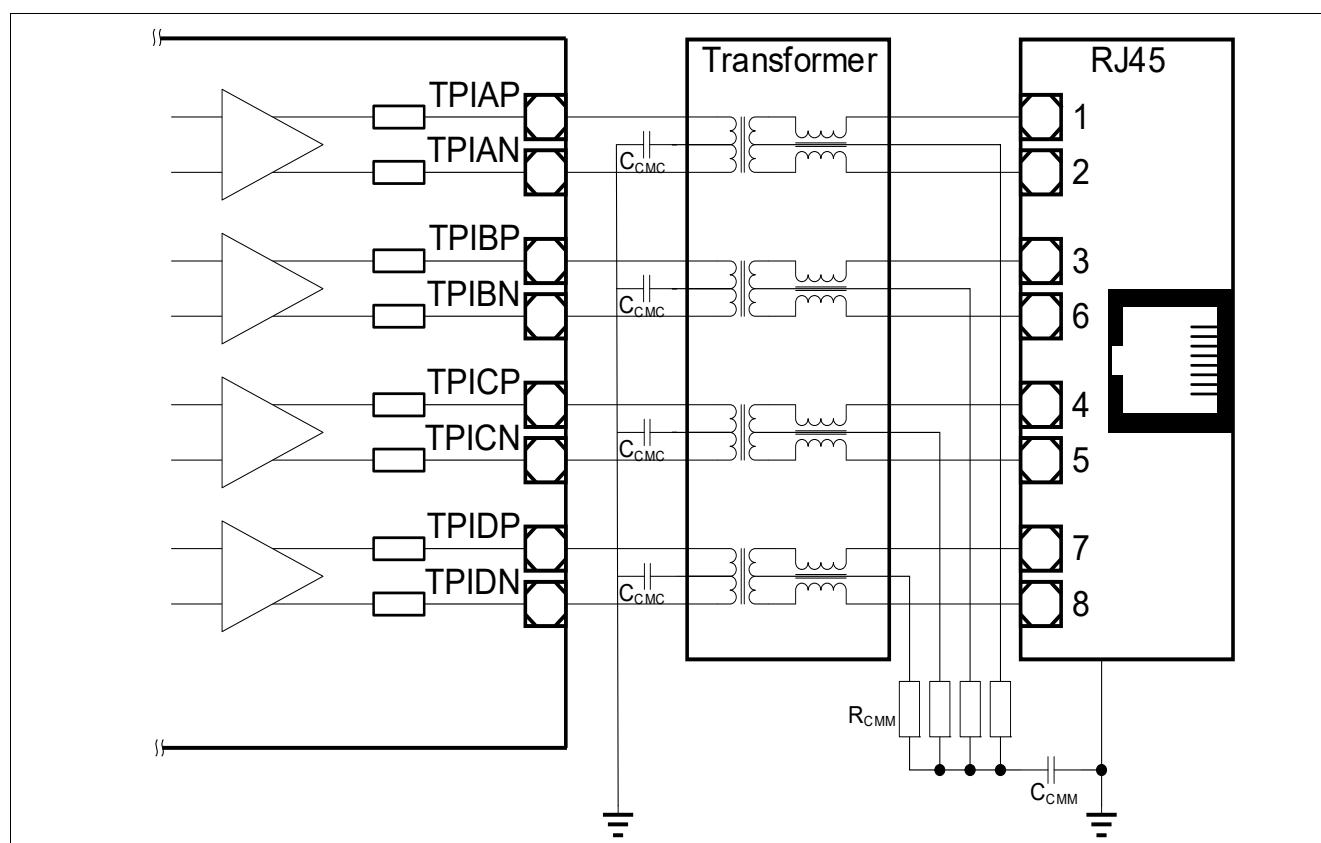 Transformer
RJ45
TPIAP
TPIAN
CCMC
1
2
TPIBP
TPIBN
CCMC
3
6
TPICP
TPICN
CCMC
4
5
TPIDP
TPIDN
CCMC
7
8
RCMM
CCMM